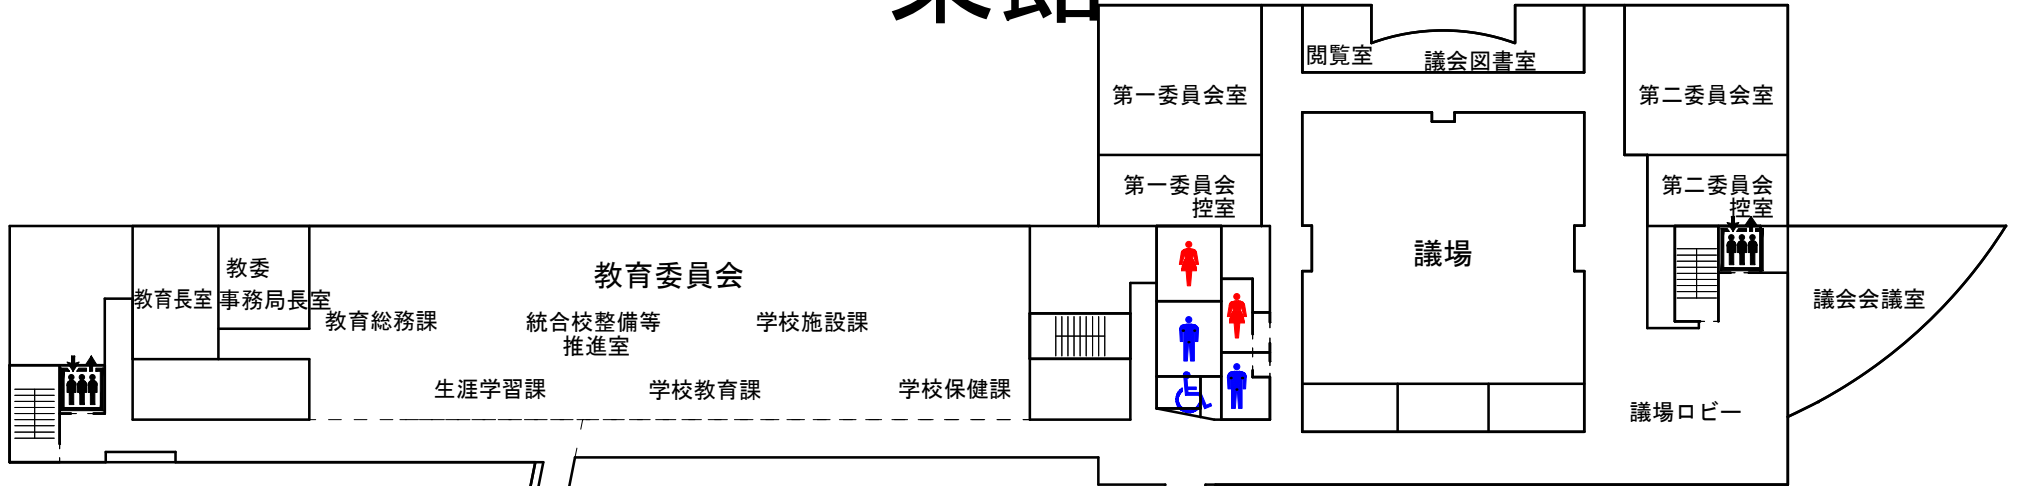 閲覧室
議会図書室
第一委員会室
第二委員会室
第一委員会
控室
第二委員会
控室
議場
教委
事務局長室
教育長室
教育委員会
教育総務課
統合校整備等
推進室
学校施設課
生涯学習課
学校教育課
学校保健課
議会会議室
議場ロビー